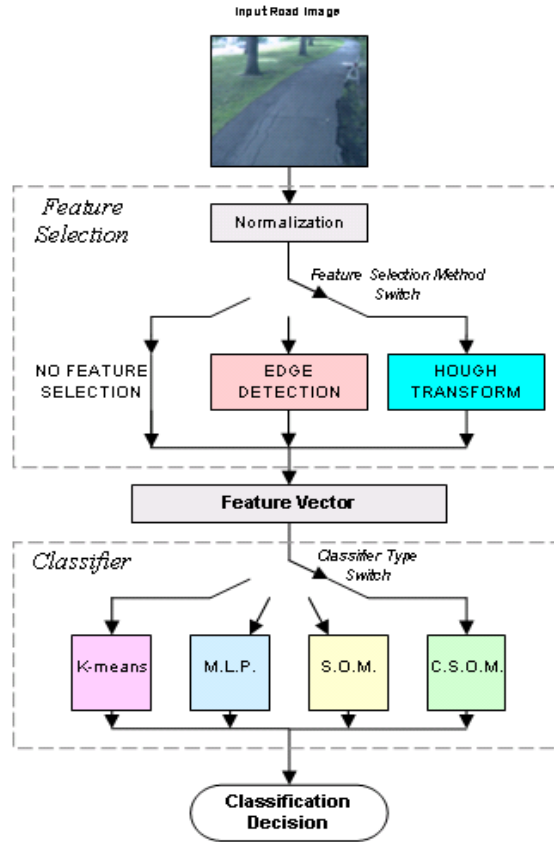 Input Road Image
Feature
Selection
Normalization
Feature Selection Method
Switch
NO FEATURE
SELECTION
EDGE
DETECTION
HOUGH
TRANSFORM
Feature Vector
Classifier
Classifier Type
Switch
K-means
M.L.P.
S.O.M.
C.S.O.M.
Classification
Decision